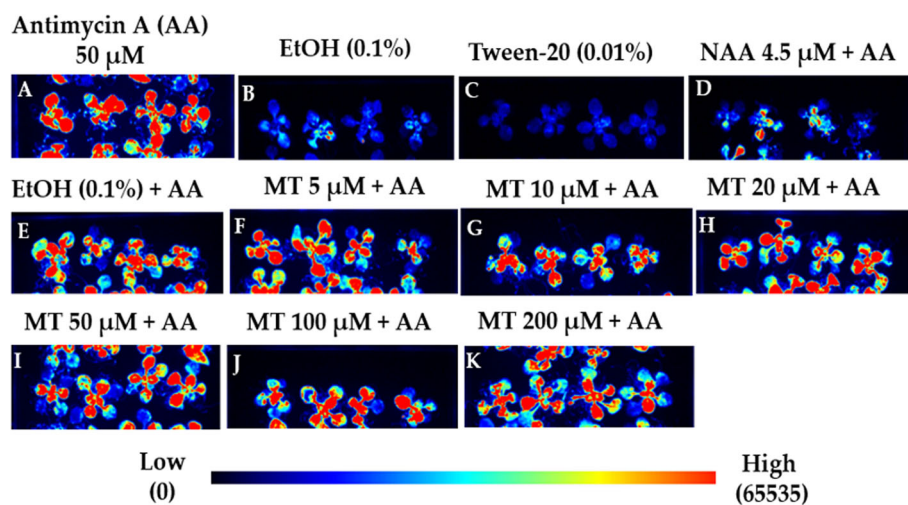 Antimycin A (AA)
50 μM
EtOH (0.1%)
Tween-20 (0.01%)
NAA 4.5 μM + AA
A
B
C
D
EtOH (0.1%) + AA
MT 5 μM + AA
MT 10 μM + AA
MT 20 μM + AA
E
F
G
H
MT 50 μM + AA
MT 100 μM + AA
MT 200 μM + AA
I
J
K
Low
(0)
High
(65535)